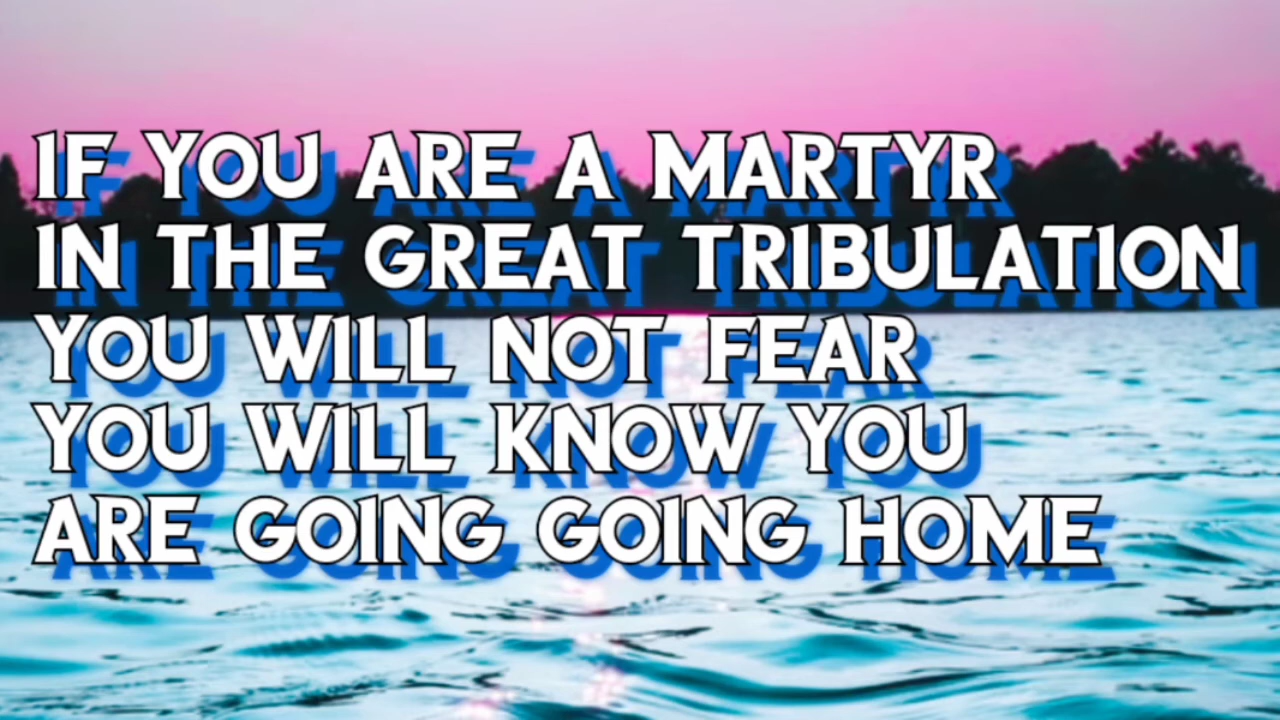 IF YOU ARE A MARTYR
IN THE GREAT TRIBULATION
YOU WILL NOT FEAR
YOU WILL KNOW YOU
ARE GOING GOING HOME